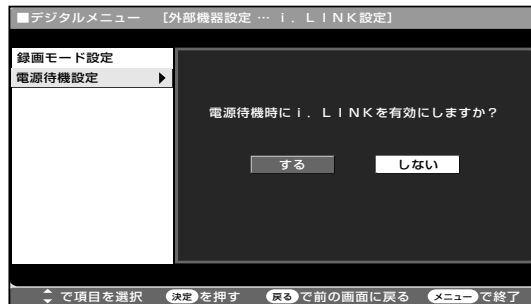 ■デジタルメニュー [外部機器設定 … ｉ．ＬＩＮＫ設定]
録画モード設定
電源待機設定
電源待機時にｉ．ＬＩＮＫを有効にしますか？
する しない
で項目を選択 決定を押す 戻るで前の画面に戻る メニューで終了